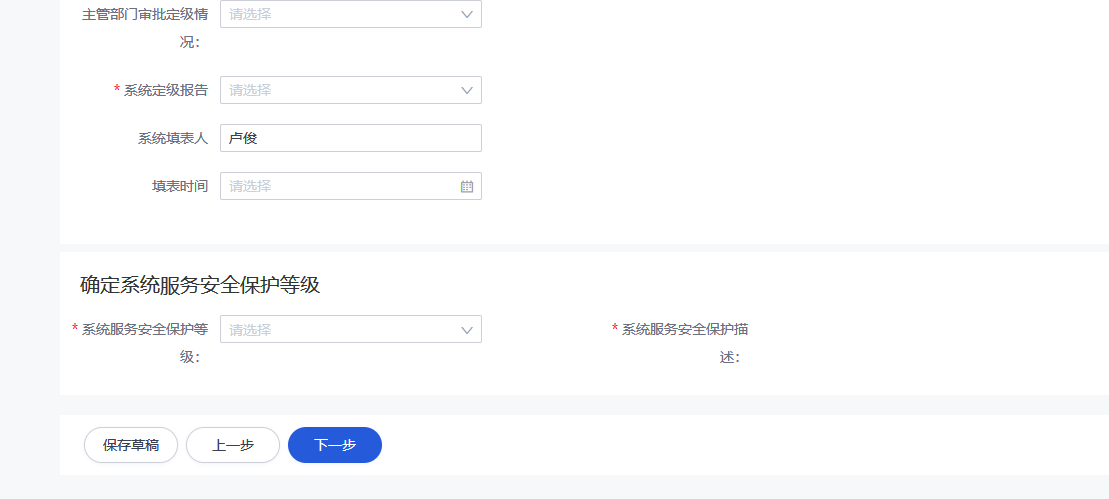 主管部门审批定级情
况：
请选择
* 系统定级报告
请选择
系统填表人
卢俊
填表时间
请选择
确定系统服务安全保护等级
* 系统服务安全保护等
级：
请选择
* 系统服务安全保护描
述：
保存草稿
上一步
下一步